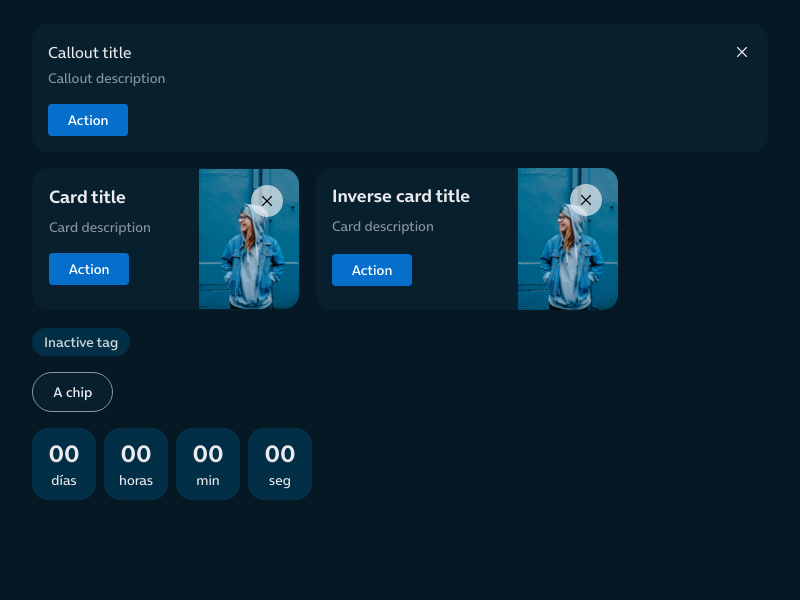 Callout title
Callout description
Action
Card title
Card description
Action
Inverse card title
Card description
Action
Inactive tag
A chip
00 00 00 00
días horas min seg